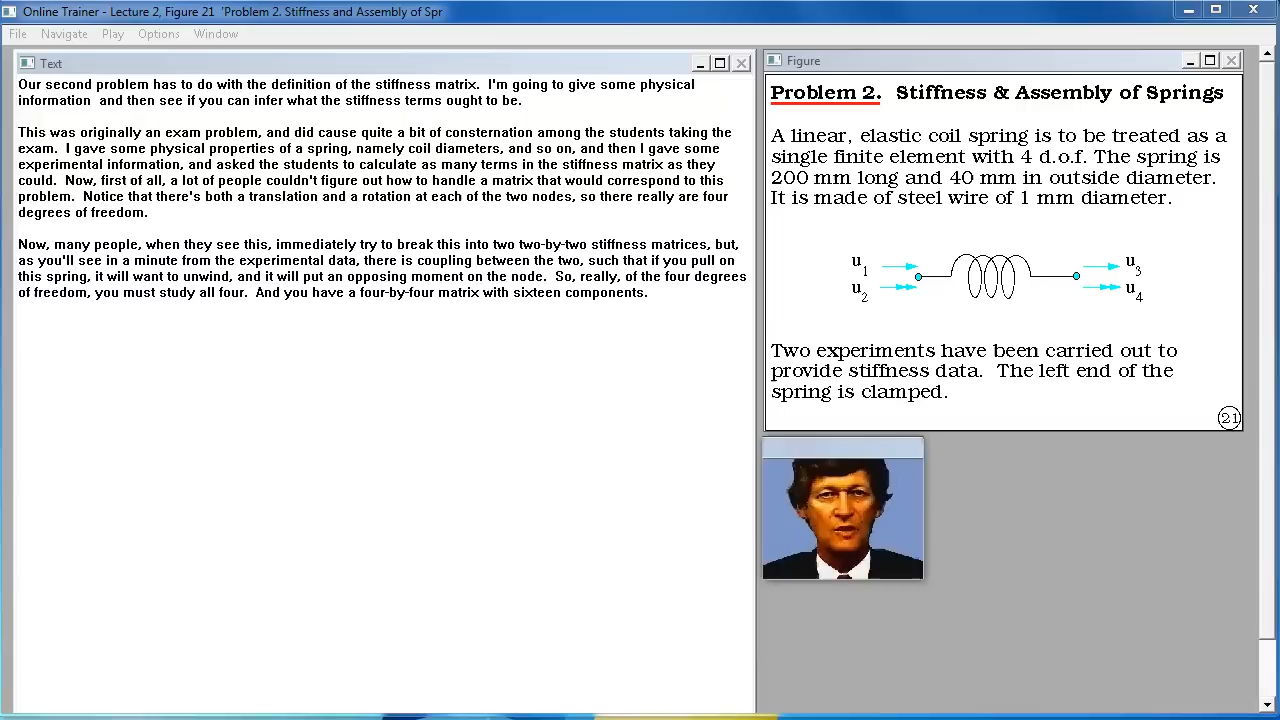 Online Trainer - Lecture 2, Figure 21 'Problem 2. Stiffness and Assembly of Spr
File Navigate Play Options Window
Text
Our second problem has to do with the definition of the stiffness matrix. I'm going to give some physical
information and then see if you can infer what the stiffness terms ought to be.
This was originally an exam problem, and did cause quite a bit of consternation among the students taking the
exam. I gave some physical properties of a spring, namely coil diameters, and so on, and then I gave some
experimental information, and asked the students to calculate as many terms in the stiffness matrix as they
could. Now, first of all, a lot of people couldn't figure out how to handle a matrix that would correspond to this
problem. Notice that there's both a translation and a rotation at each of the two nodes, so there really are four
degrees of freedom.
Now, many people, when they see this, immediately try to break this into two two-by-two stiffness matrices, but,
as you'll see in a minute from the experimental data, there is coupling between the two, such that if you pull on
this spring, it will want to unwind, and it will put an opposing moment on the node. So, really, of the four degrees
of freedom, you must study all four. And you have a four-by-four matrix with sixteen components.
Figure
Problem 2. Stiffness & Assembly of Springs
A linear, elastic coil spring is to be treated as a
single finite element with 4 d.o.f. The spring is
200 mm long and 40 mm in outside diameter.
It is made of steel wire of 1 mm diameter.
u1 u3
u2 u4
Two experiments have been carried out to
provide stiffness data. The left end of the
spring is clamped.
21